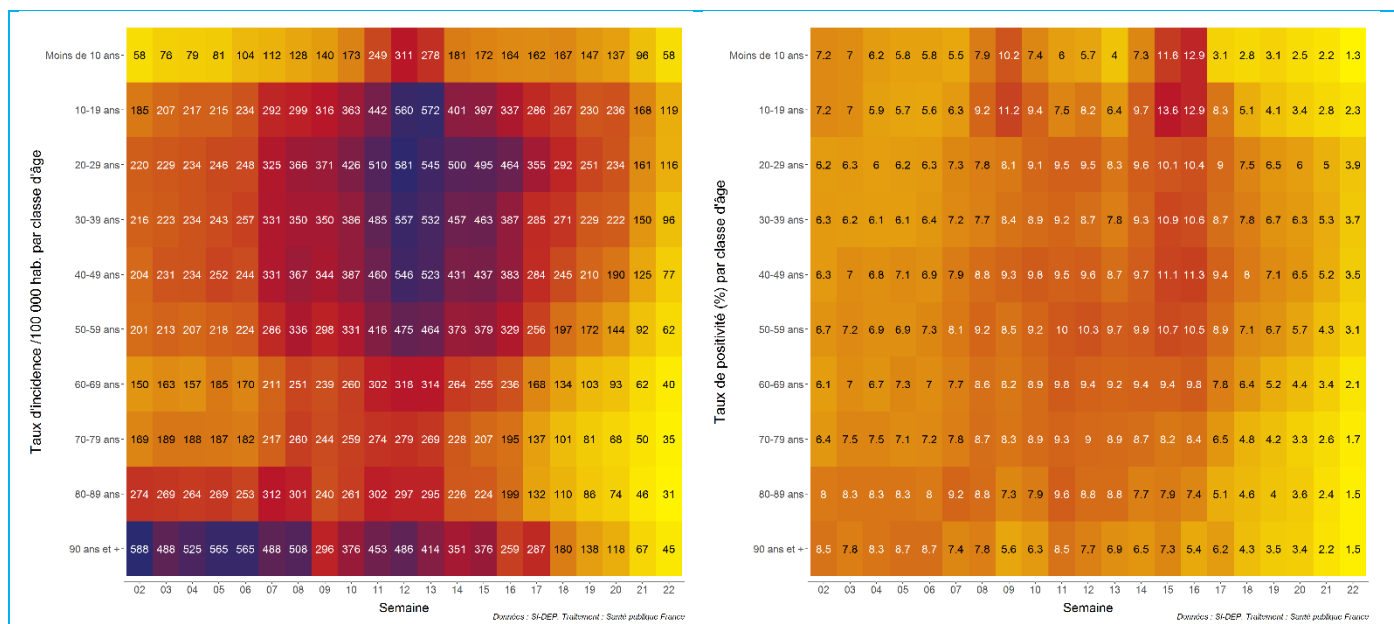 Taux d'incidence /100 000 hab. par classe d'âge
Moins de 10 ans 58 76 79 81 104 112 128 140 173 249 311 278 181 172 164 162 167 147 137 96 58
10-19 ans 185 207 217 215 234 292 299 316 363 442 560 572 401 397 337 286 267 230 236 168 119
20-29 ans 220 229 234 246 248 325 366 371 426 510 581 545 500 495 464 355 292 251 234 161 116
30-39 ans 216 223 234 243 257 331 350 350 386 485 557 532 457 463 387 285 271 229 222 150 96
40-49 ans 204 231 234 252 244 331 367 344 387 460 546 523 431 437 383 284 245 210 190 125 77
50-59 ans 201 213 207 218 224 286 336 298 331 416 475 464 373 379 329 256 197 172 144 92 62
60-69 ans 150 163 157 185 170 211 251 239 260 302 318 314 264 255 236 168 134 103 93 62 40
70-79 ans 169 189 188 187 182 217 260 244 259 274 279 269 228 207 195 137 101 81 68 50 35
80-89 ans 274 269 264 269 253 312 301 240 261 302 297 295 226 224 199 132 110 86 74 46 31
90 ans et + 588 488 525 565 565 488 508 296 376 453 486 414 351 376 259 287 180 138 118 67 45
02 03 04 05 06 07 08 09 10 11 12 13 14 15 16 17 18 19 20 21 22
Semaine
Données : SI-DEP. Traitement : Santé publique France
Taux de positivité (%) par classe d'âge
Moins de 10 ans 7.2 7 6.2 5.8 5.8 5.5 7.9 10.2 7.4 6 5.7 4 7.3 11.6 12.9 3.1 2.8 3.1 2.5 2.2 1.3
10-19 ans 7.2 7 5.9 5.7 5.6 6.3 9.2 11.2 9.4 7.5 8.2 6.4 9.7 13.6 12.9 8.3 5.1 4.1 3.4 2.8 2.3
20-29 ans 6.2 6.3 6 6.2 6.3 7.3 7.8 8.1 9.1 9.5 9.5 8.3 9.6 10.1 10.4 9 7.5 6.5 6 5 3.9
30-39 ans 6.3 6.2 6.1 6.1 6.4 7.2 7.7 8.4 8.9 9.2 8.7 7.8 9.3 10.9 10.6 8.7 7.8 6.7 6.3 5.3 3.7
40-49 ans 6.3 7 6.8 7.1 6.9 7.9 8.8 9.3 9.8 9.5 9.6 8.7 9.7 11.1 11.3 9.4 8 7.1 6.5 5.2 3.5
50-59 ans 6.7 7.2 6.9 6.9 7.3 8.1 9.2 8.5 9.2 10 10.3 9.7 9.9 10.7 10.5 8.9 7.1 6.7 5.7 4.3 3.1
60-69 ans 6.1 7 6.7 7.3 7 7.7 8.6 8.2 8.9 9.8 9.4 9.2 9.4 9.4 9.8 7.8 6.4 5.2 4.4 3.4 2.1
70-79 ans 6.4 7.5 7.5 7.1 7.2 7.8 8.7 8.3 8.9 9.3 9 8.9 8.7 8.2 8.4 6.5 4.8 4.2 3.3 2.6 1.7
80-89 ans 8 8.3 8.3 8.3 8 9.2 8.8 7.3 7.9 9.6 8.8 8.8 7.7 7.9 7.4 5.1 4.6 4 3.6 2.4 1.5
90 ans et + 8.5 7.8 8.3 8.7 8.7 7.4 7.8 5.6 6.3 8.5 7.7 6.9 6.5 7.3 5.4 6.2 4.3 3.5 3.4 2.2 1.5
02 03 04 05 06 07 08 09 10 11 12 13 14 15 16 17 18 19 20 21 22
Semaine
Données : SI-DEP. Traitement : Santé publique France